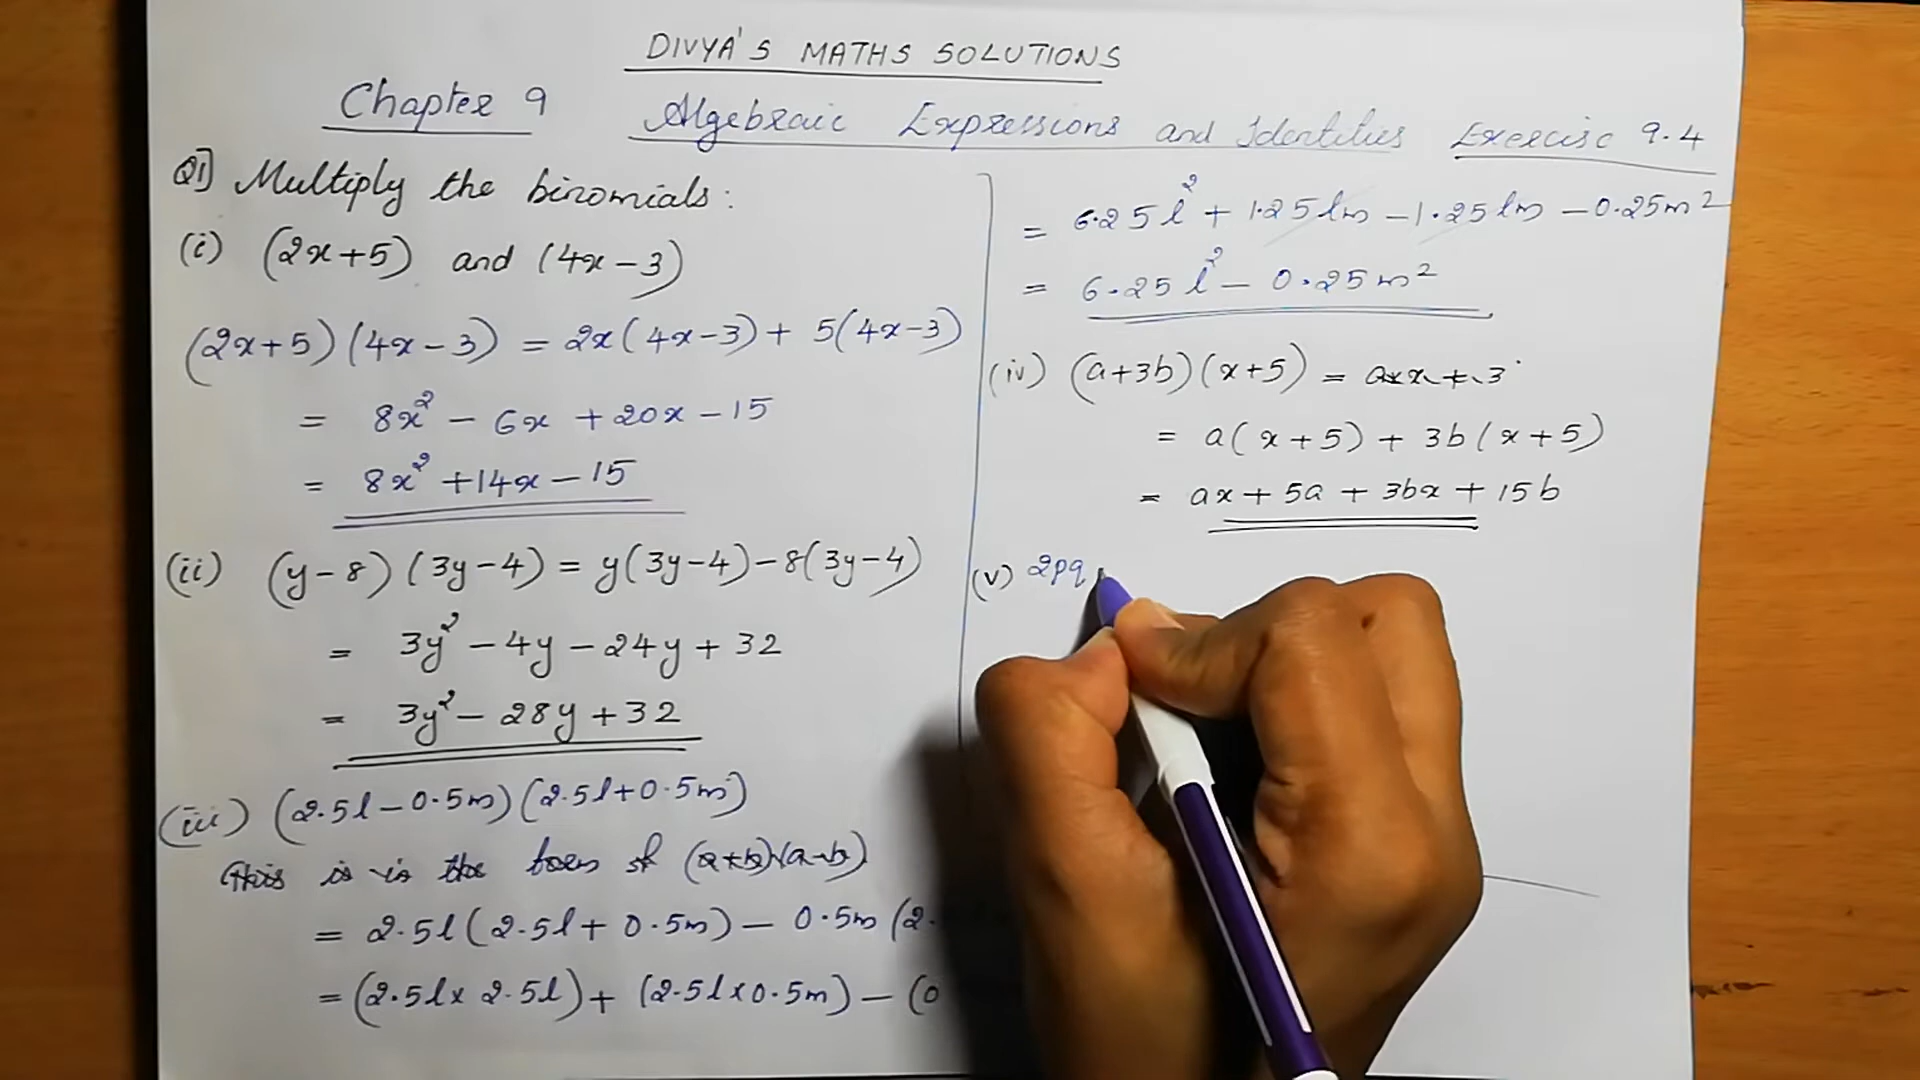 DIVYA'S MATHS SOLUTIONS
Chapter 9 Algebraic Expressions and Identities Exercise 9.4
Q1] Multiply the binomials:
(i) (2x+5) and (4x-3)
(2x+5)(4x-3) = 2x(4x-3)+ 5(4x-3)
= 8x² - 6x +20x -15
= 8x² +14x -15
(ii) (y-8)(3y-4) = y(3y-4)-8(3y-4)
= 3y² -4y -24y + 32
= 3y² - 28y +32
(iii) (2.5l - 0.5m)(2.5l+0.5m)
This is is the form of (a+b)(a-b)
= 2.5l(2.5l+ 0.5m) - 0.5m (2.
= (2.5l x 2.5l)+ (2.5l x 0.5m) - (0
= 6.25l² + 1.25lm -1.25lm -0.25m²
= 6.25l² - 0.25m²
(iv) (a+3b)(x+5) = axx+3
= a(x+5) + 3b(x+5)
= ax + 5a + 3bx + 15b
(v) 2pq